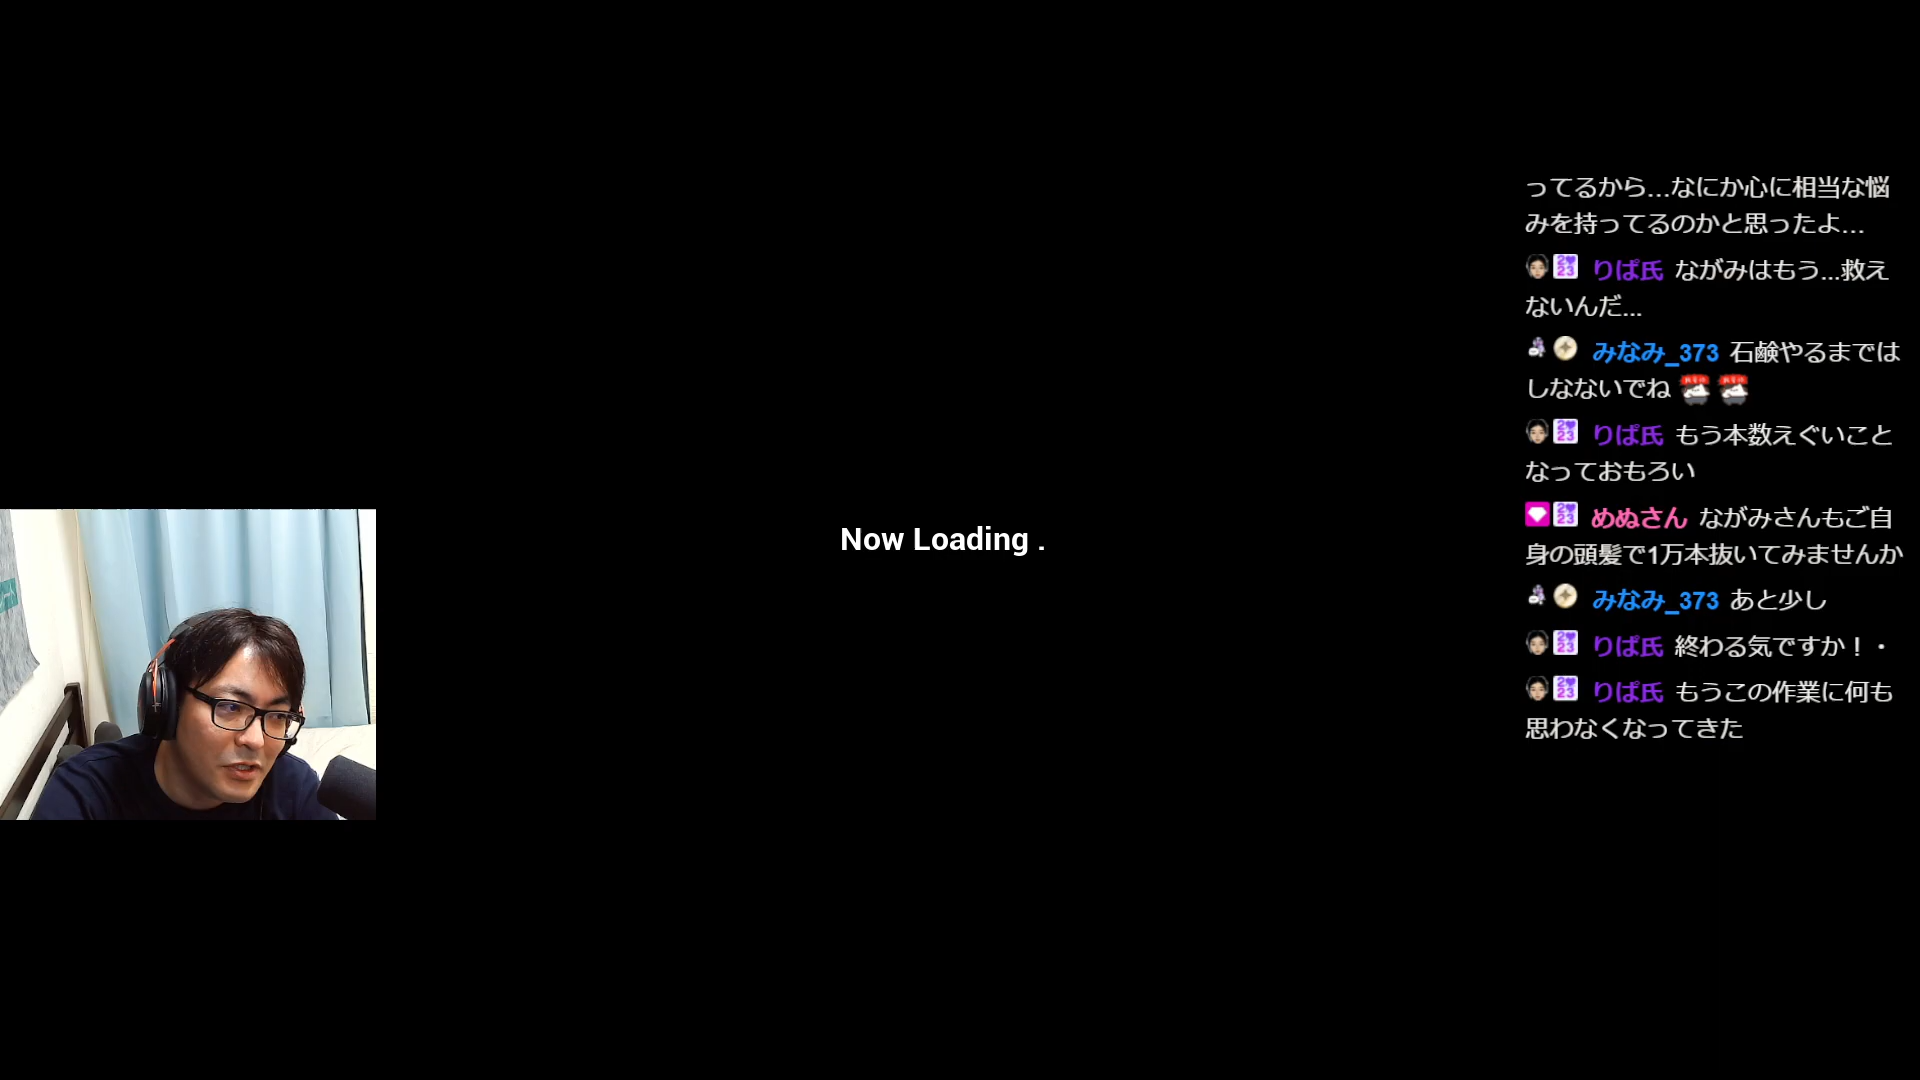 ってるから...なにか心に相当な悩
みを持ってるのかと思ったよ...
りぱ氏 ながみはもう...救え
ないんだ...
みなみ_373 石鹸やるまでは
しなないでね
りぱ氏 もう本数えぐいこと
なっておもろい
Now Loading .
めぬさん ながみさんもご自
身の頭髪で1万本抜いてみませんか
みなみ_373 あと少し
りぱ氏 終わる気ですか！・
りぱ氏 もうこの作業に何も
思わなくなってきた